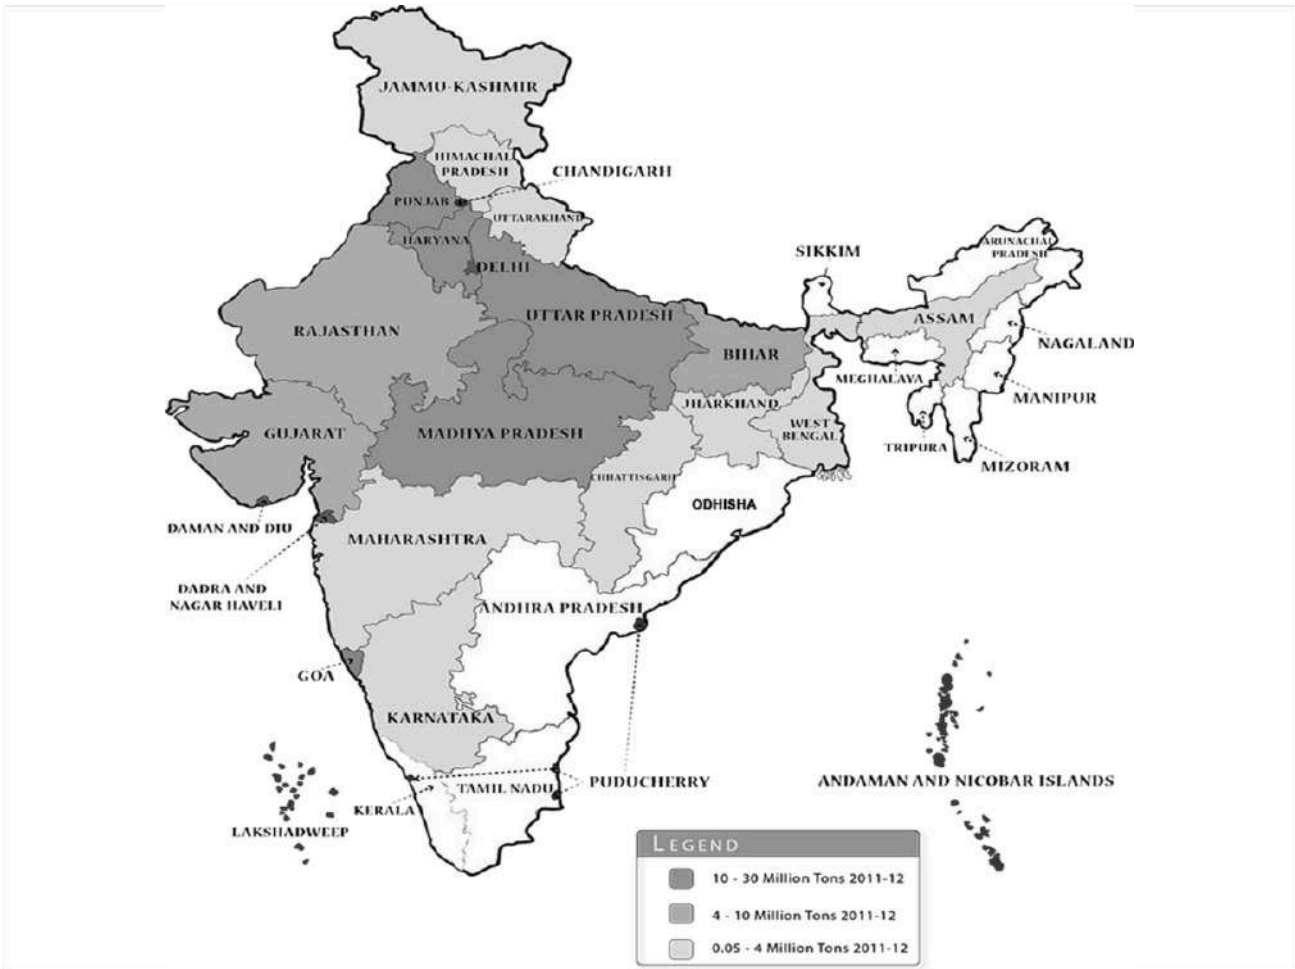 JAMMU-KASHMIR
HIMACHAL
PRADESH
CHANDIGARH
PUNJAB
UTTARAKHAND
HARYANA
DELHI
SIKKIM
ARUNACHAL
PRADESH
RAJASTHAN
UTTAR PRADESH
ASSAM
NAGALAND
BIHAR
MEGHALAYA
MANIPUR
JHARKHAND
GUJARAT
MADHYA PRADESH
WEST
BENGAL
TRIPURA
MIZORAM
CHHATTISGARH
ODHISHA
DAMAN AND DIU
MAHARASHTRA
DADRA AND
NAGAR HAVELI
ANDHRA PRADESH
GOA
KARNATAKA
PUDUCHERRY
ANDAMAN AND NICOBAR ISLANDS
TAMIL NADU
KERALA
LAKSHADWEEP
LEGEND
10 - 30 Million Tons 2011-12
4 - 10 Million Tons 2011-12
0.05 - 4 Million Tons 2011-12